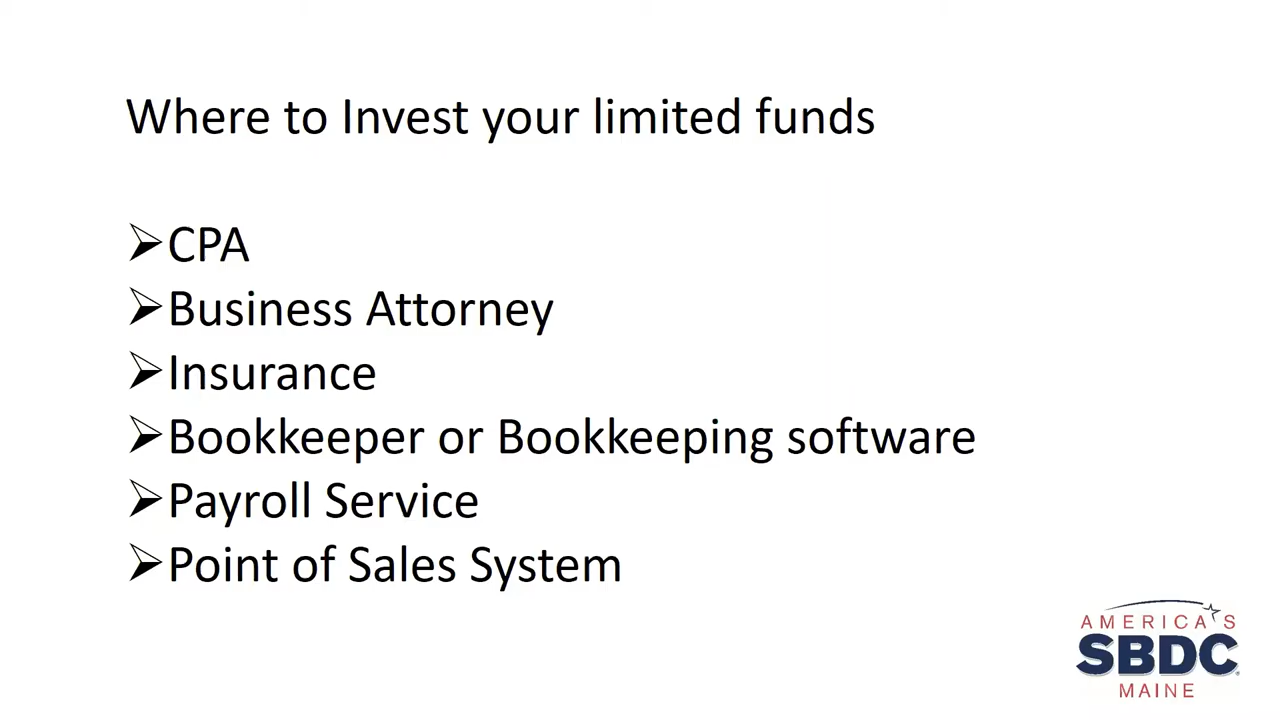 Where to Invest your limited funds
➢CPA
➢Business Attorney
➢Insurance
➢Bookkeeper or Bookkeeping software
➢Payroll Service
➢Point of Sales System
AMERICA'S
SBDC
MAINE